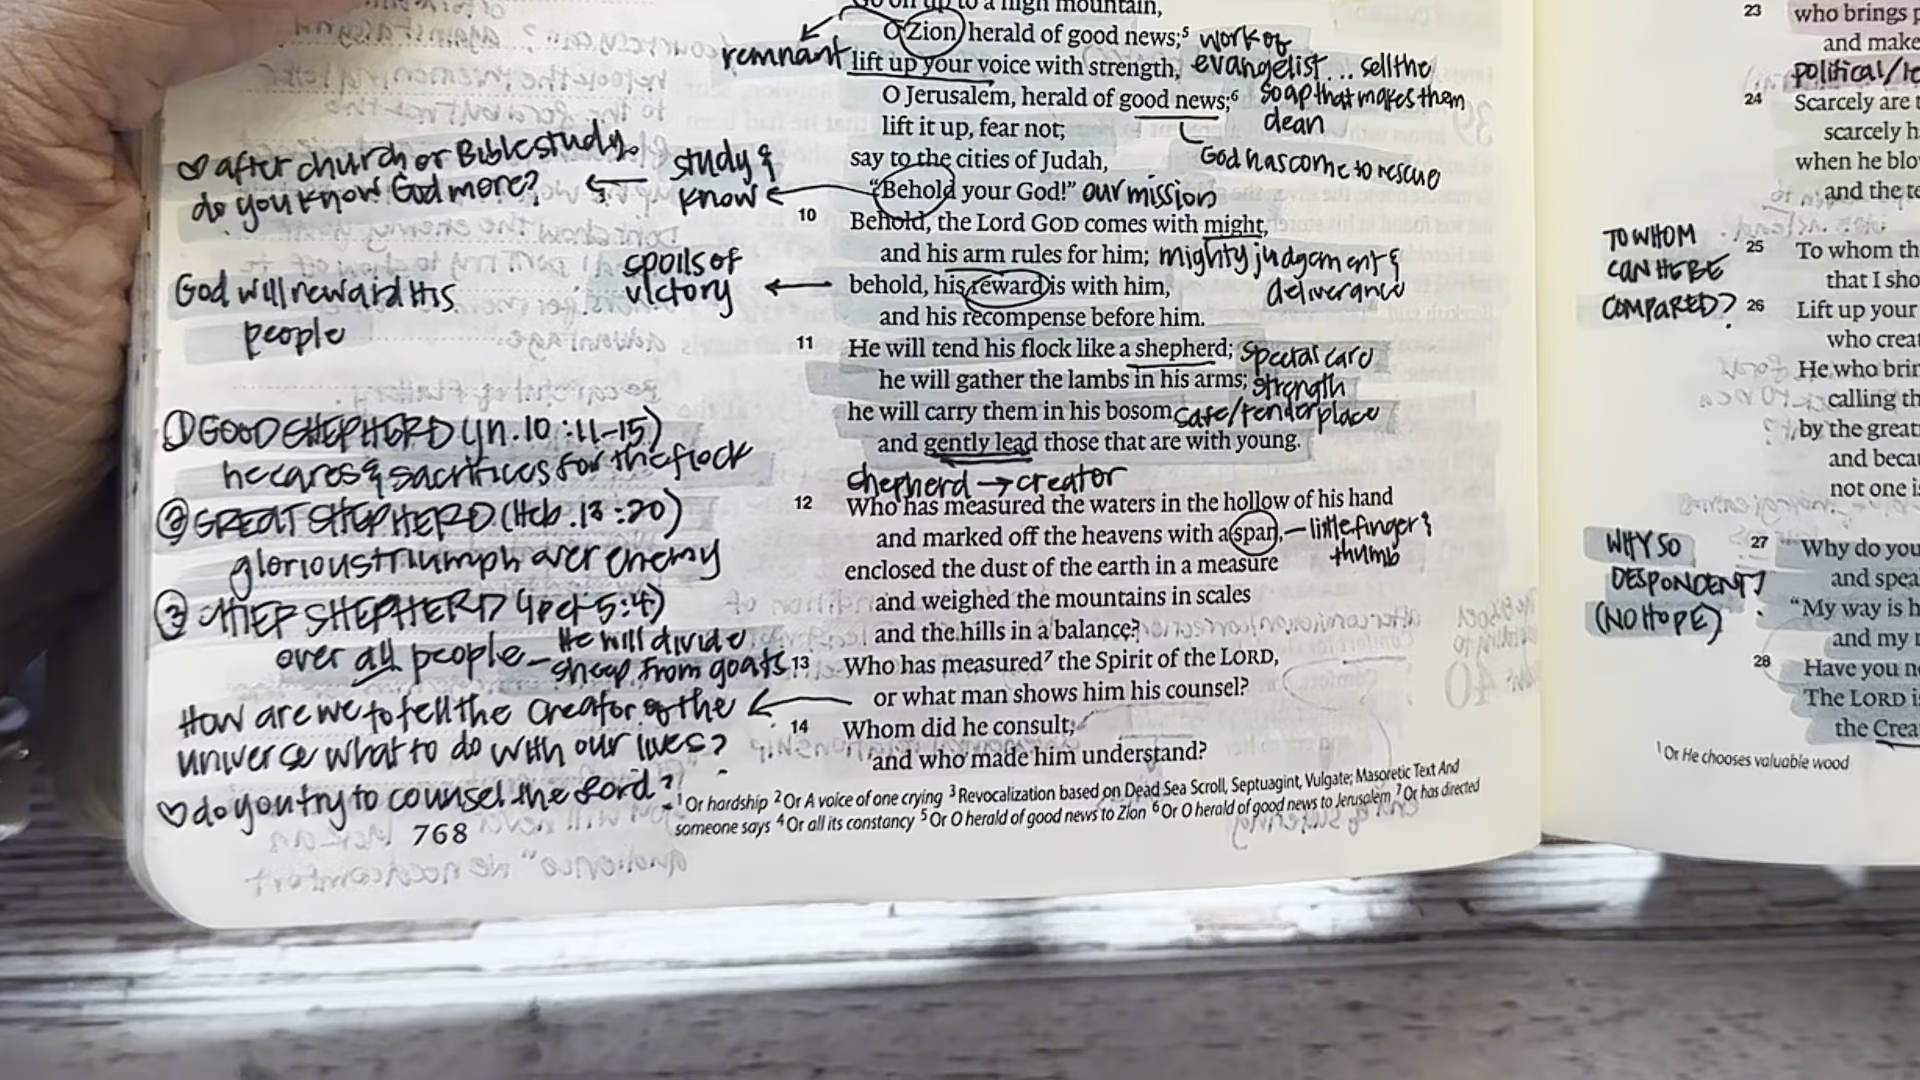 Go on up to a high mountain,
O Zion, herald of good news;⁵ work of
remnant lift up your voice with strength, evangelist... sell the
O Jerusalem, herald of good news;⁶ soap that makes them
lift it up, fear not; clean
say to the cities of Judah, God has come to rescue
♡ after church or Bible study.
do you know God more? ← study &
know ← "Behold your God!" our mission
10 Behold, the Lord GOD comes with might,
and his arm rules for him; mighty judgement &
deliverance
God will reward His
people
spoils of
victory ← behold, his reward is with him,
and his recompense before him.
11 He will tend his flock like a shepherd; special care
he will gather the lambs in his arms; strength
he will carry them in his bosom, safe/tender place
and gently lead those that are with young.
① GOOD SHEPHERD (Jn. 10:11-15)
he cares & sacrifices for the flock
② GREAT SHEPHERD (Heb. 13:20)
glorious triumph over enemy
③ CHIEF SHEPHERD (1 pet 5:4)
over all people - He will divide
sheep from goats
shepherd → creator
12 Who has measured the waters in the hollow of his hand
and marked off the heavens with a span, – little finger &
thumb
enclosed the dust of the earth in a measure
and weighed the mountains in scales
and the hills in a balance?
13 Who has measured⁷ the Spirit of the LORD,
or what man shows him his counsel?
How are we to tell the creator of the ←
universe what to do with our lives?
♡ do you try to counsel the Lord?
14 Whom did he consult,
and who made him understand?
¹ Or hardship ² Or A voice of one crying ³ Revocalization based on Dead Sea Scroll, Septuagint, Vulgate; Masoretic Text And
someone says ⁴ Or all its constancy ⁵ Or O herald of good news to Zion ⁶ Or O herald of good news to Jerusalem ⁷ Or has directed
768
23 who brings
and make
political/
24 Scarcely are
scarcely
when he blo
and the te
TO WHOM
CAN HE BE
COMPARED?
25 To whom th
that I sho
26 Lift up your
who crea
He who brin
calling th
by the great
and becau
not one is
WHY SO
DESPONDENT?
(NO HOPE)
27 Why do you
and spea
"My way is h
and my
28 Have you n
The LORD is
the Crea
¹ Or He chooses valuable wood